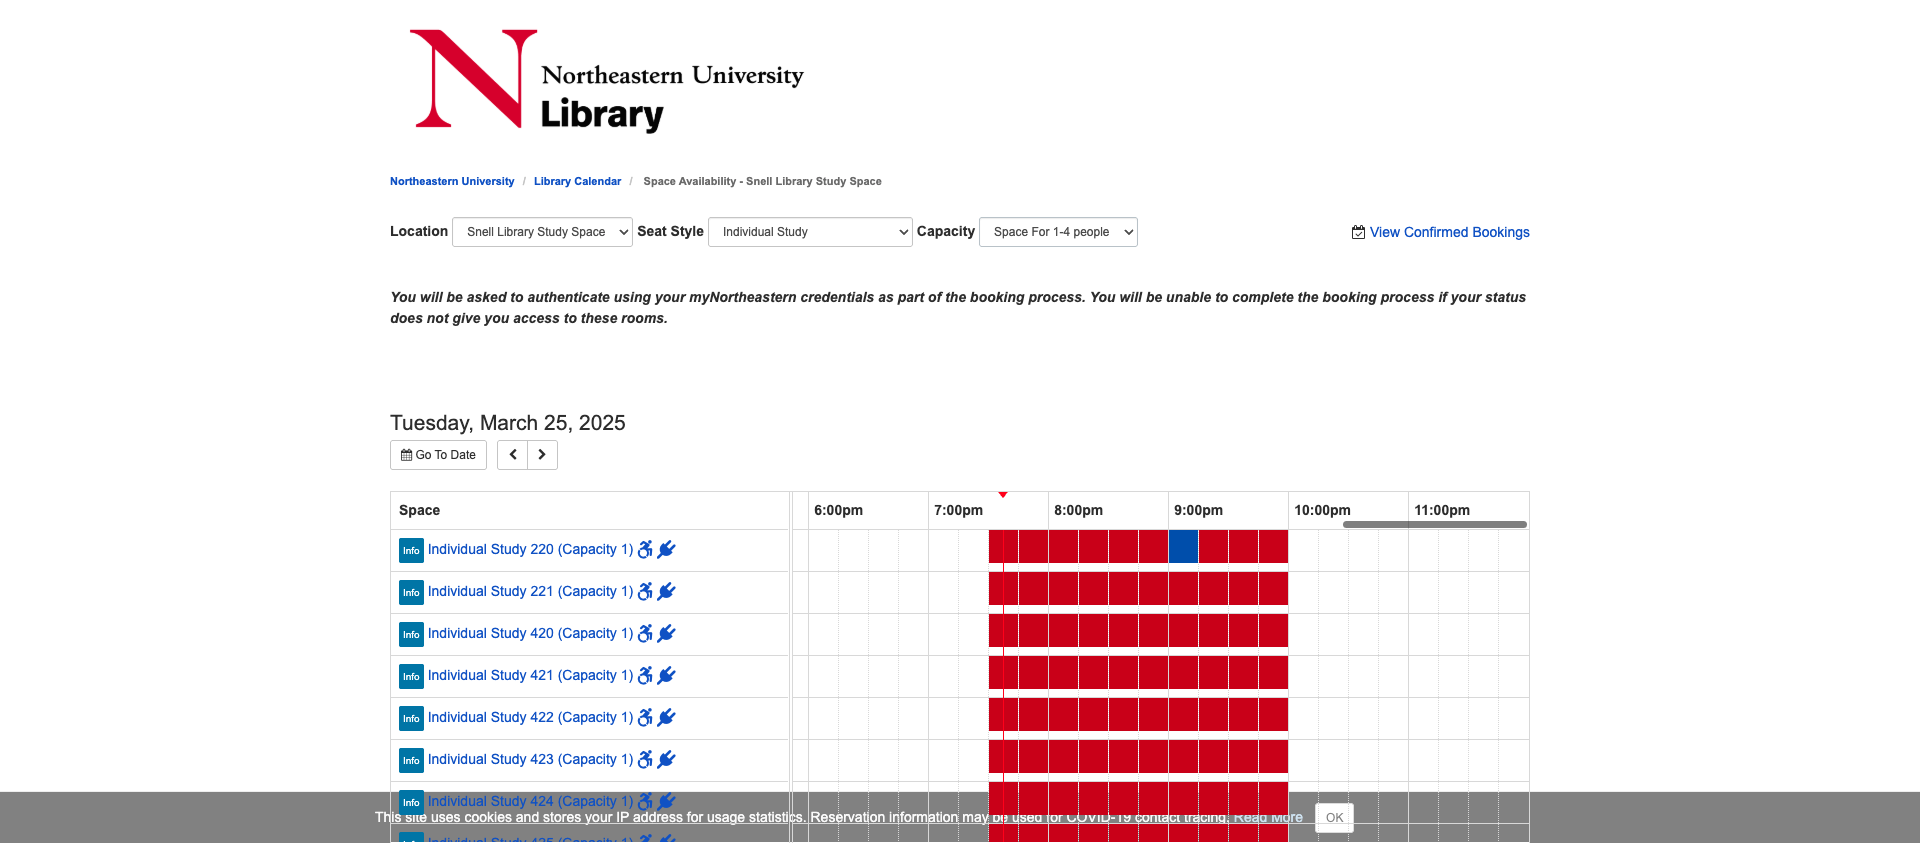 N Northeastern University
Library
Northeastern University / Library Calendar / Space Availability - Snell Library Study Space
Location Snell Library Study Space Seat Style Individual Study Capacity Space For 1-4 people View Confirmed Bookings
You will be asked to authenticate using your myNortheastern credentials as part of the booking process. You will be unable to complete the booking process if your status
does not give you access to these rooms.
Tuesday, March 25, 2025
Go To Date
Space 6:00pm 7:00pm 8:00pm 9:00pm 10:00pm 11:00pm
Info Individual Study 220 (Capacity 1)
Info Individual Study 221 (Capacity 1)
Info Individual Study 420 (Capacity 1)
Info Individual Study 421 (Capacity 1)
Info Individual Study 422 (Capacity 1)
Info Individual Study 423 (Capacity 1)
Info Individual Study 424 (Capacity 1)
This site uses cookies and stores your IP address for usage statistics. Reservation information may be used for COVID-19 contact tracing. Read More OK
Individual Study 425 (Capacity 1)